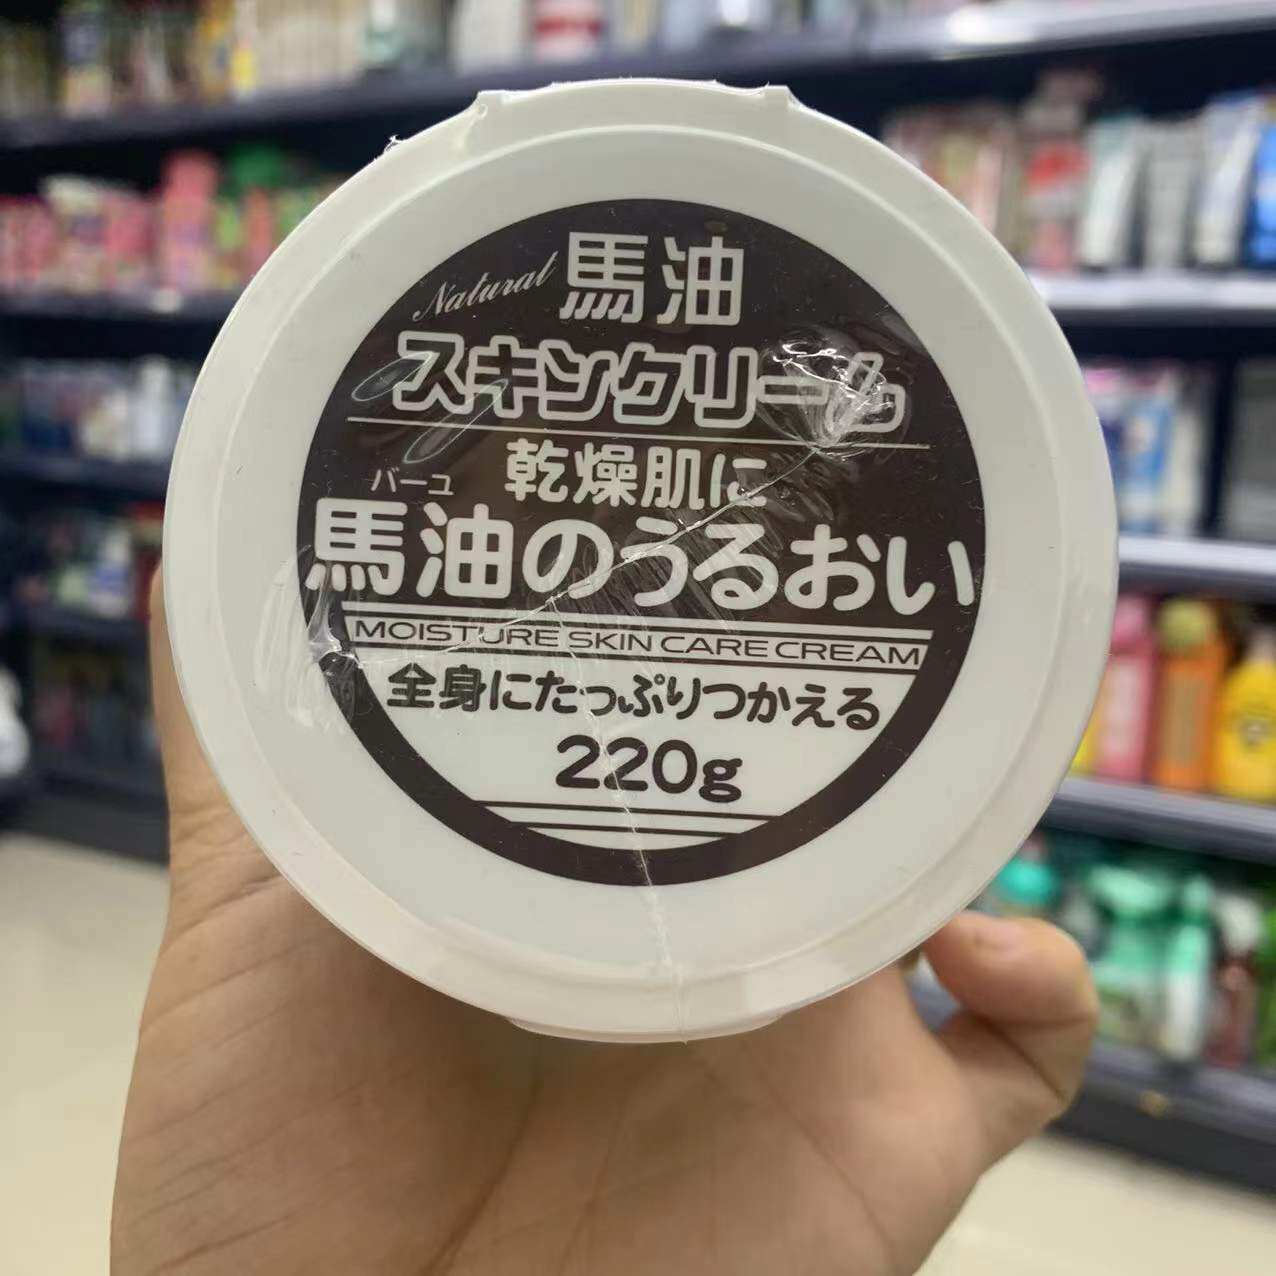 Natural 馬油
スキンクリーム
乾燥肌に
バーユ
馬油のうるおい
MOISTURE SKIN CARE CREAM
全身にたっぷりつかえる
220g